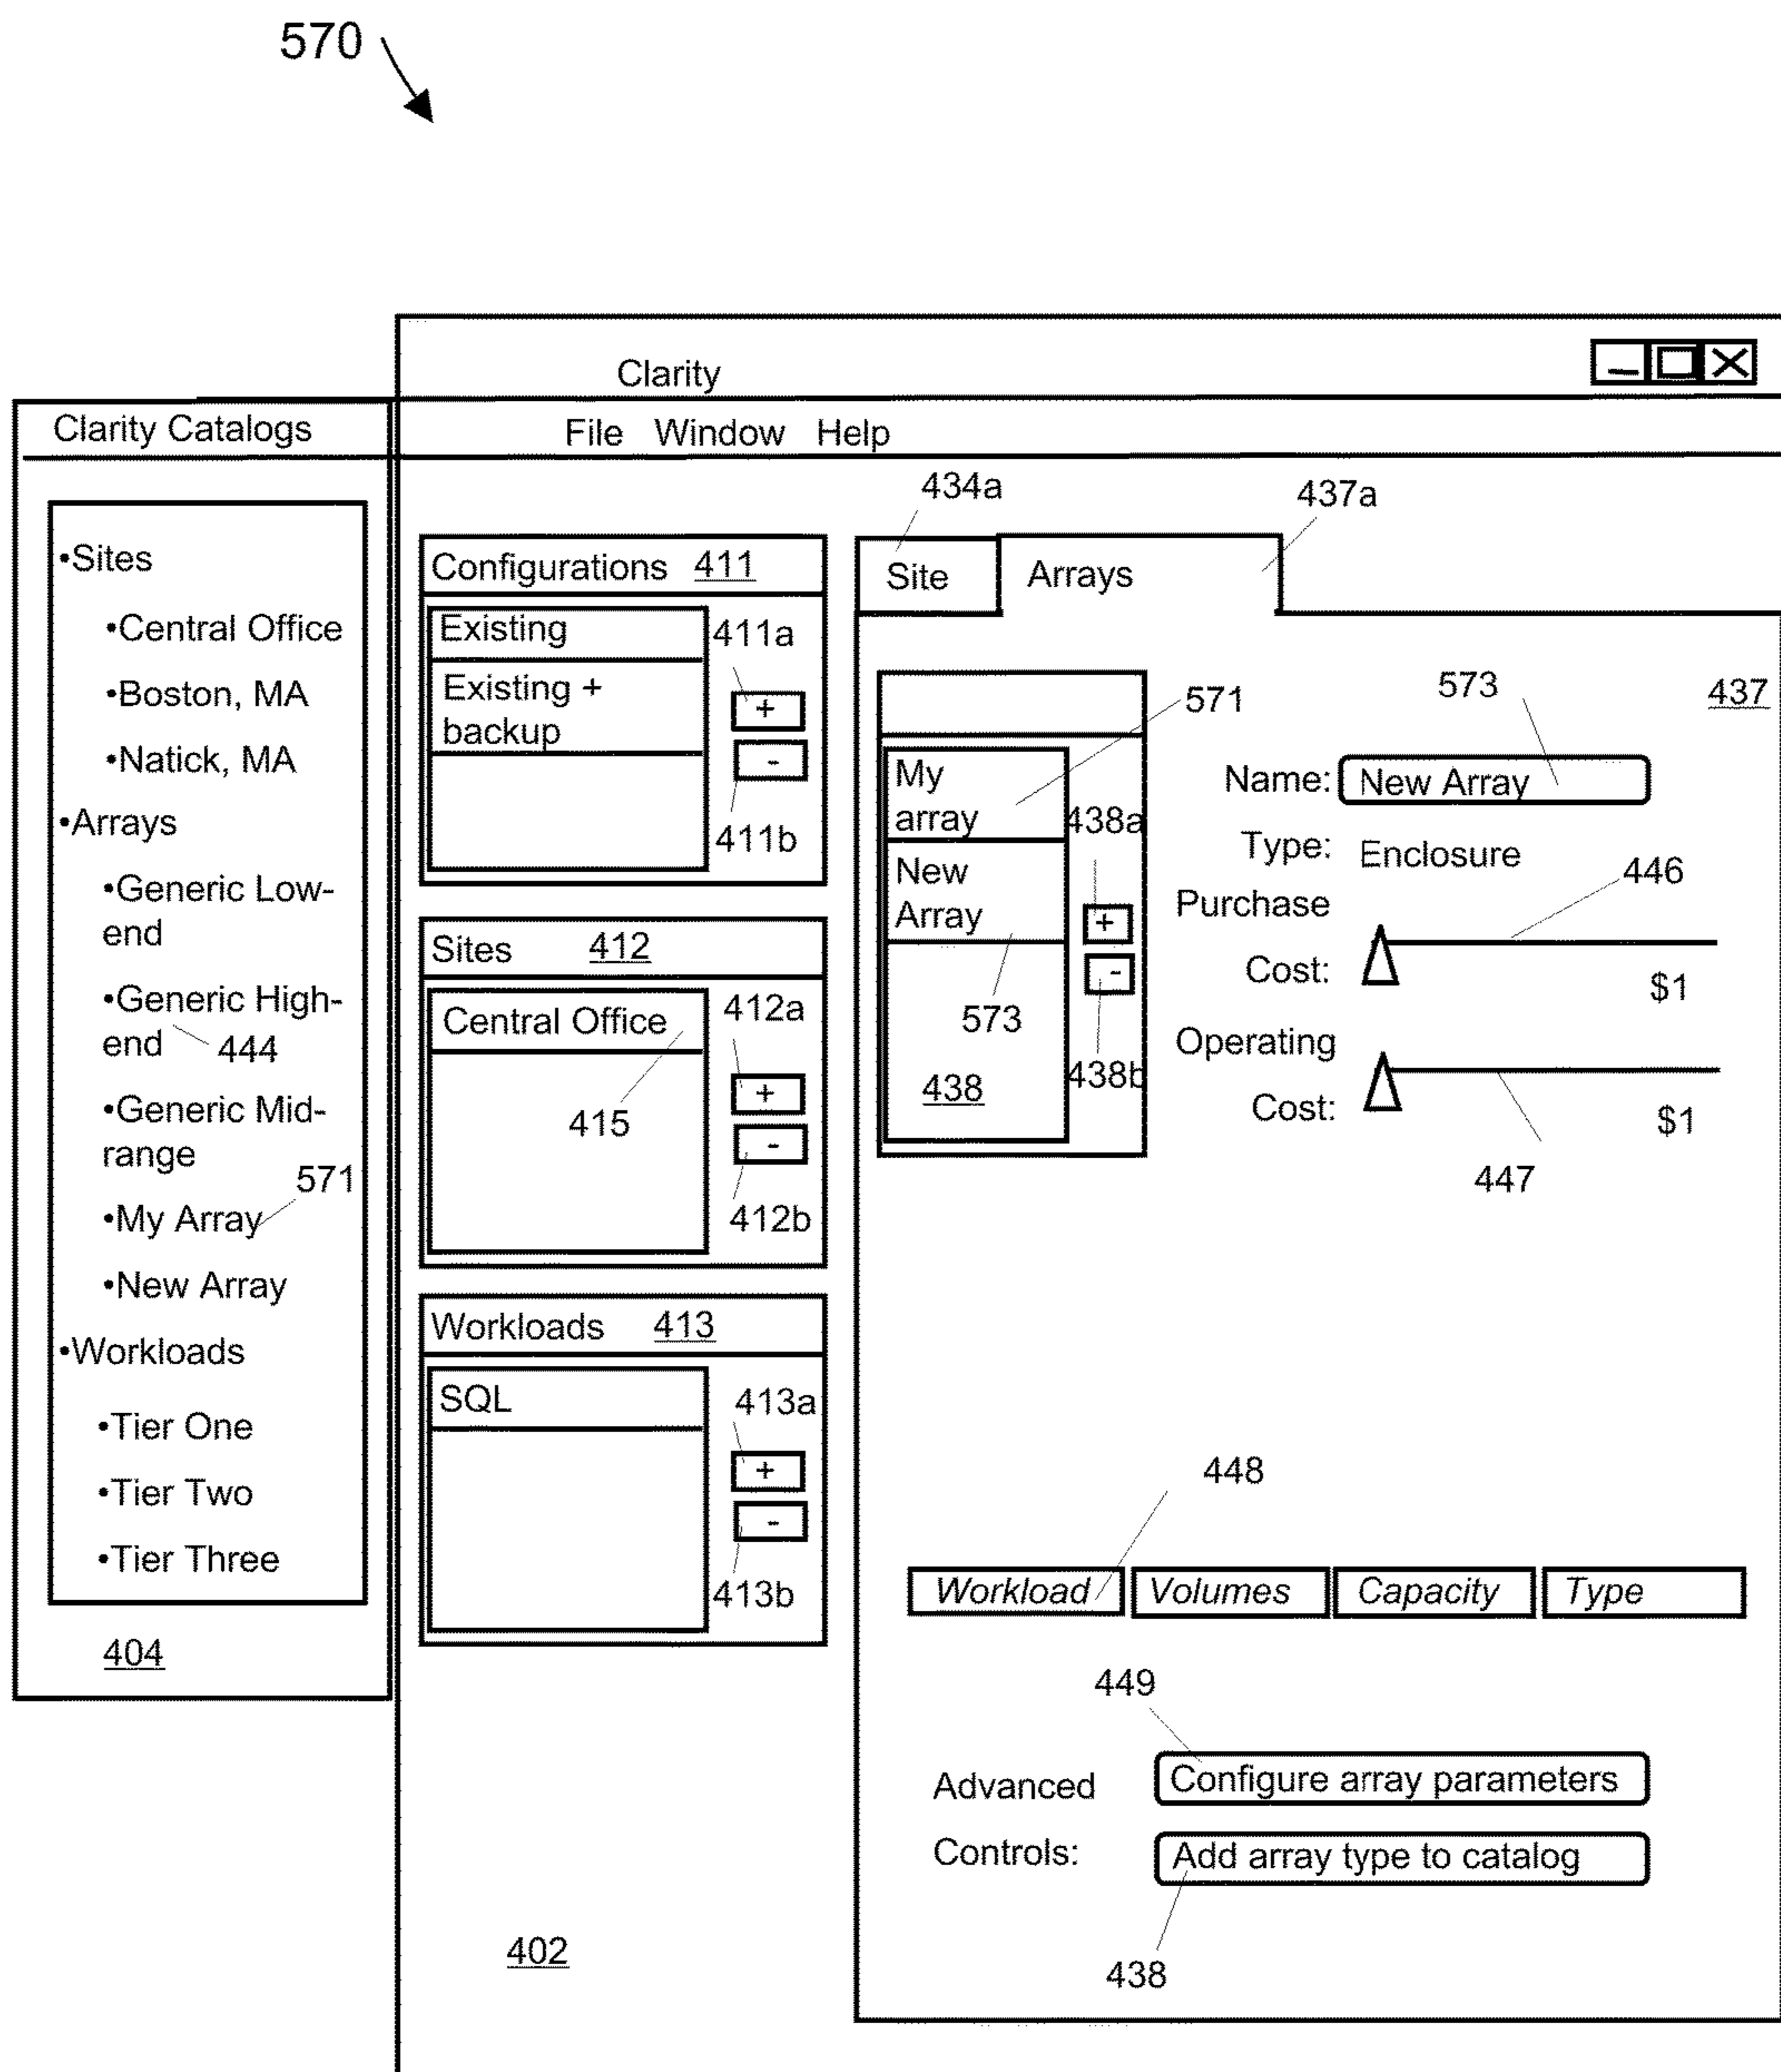 570
Clarity
Clarity Catalogs
•Sites
•Central Office
•Boston, MA
•Natick, MA
•Arrays
•Generic Low-
end
•Generic High-
end 444
•Generic Mid-
range
571
•My Array
•New Array
•Workloads
•Tier One
•Tier Two
•Tier Three
404
File Window Help
Configurations 411
Existing
Existing +
backup
411a
+
-
411b
Sites 412
Central Office
415
412a
+
-
412b
Workloads 413
SQL
413a
+
-
413b
402
434a
437a
Site
Arrays
437
My
array
571
New
Array
573
438
438a
+
-
438b
573
Name: New Array
Type: Enclosure
Purchase
Cost:
446
$1
Operating
Cost:
$1
447
448
Workload Volumes Capacity Type
449
Advanced
Controls:
Configure array parameters
Add array type to catalog
438